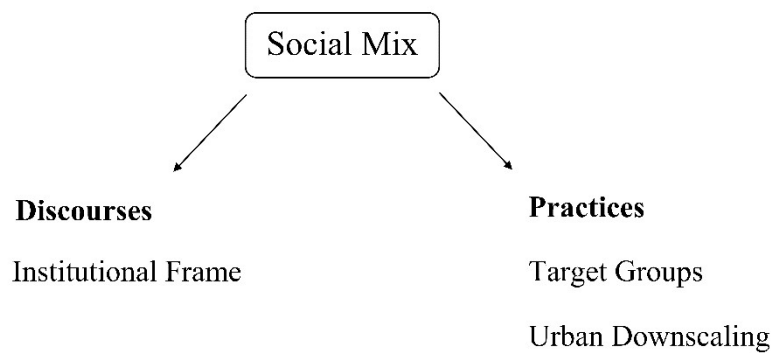 Social Mix
Discourses
Institutional Frame
Practices
Target Groups
Urban Downscaling